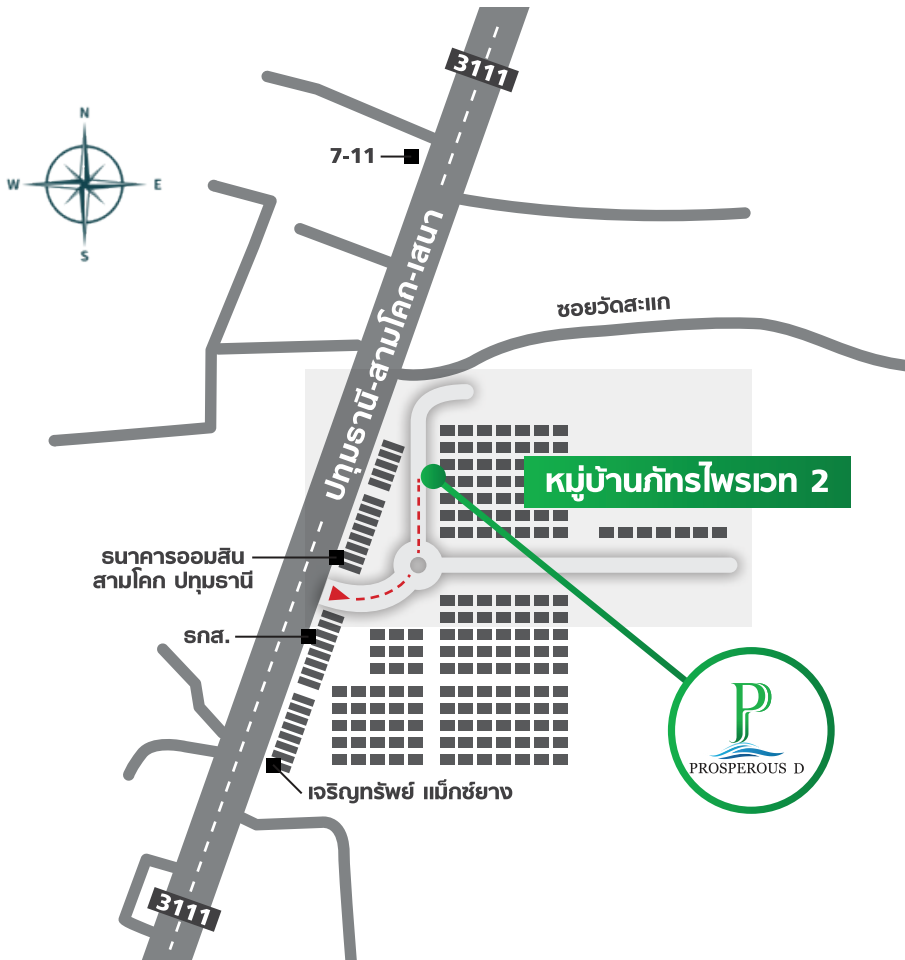 3111
N
7-11
W
E
S
ปทุมธานี-สามโคก-เสนา
ซอยวัดสะแก
หมู่บ้านภัทรไพรเวท 2
ธนาคารออมสิน
สามโคก ปทุมธานี
ธกส.
PROSPEROUS D
เจริญทรัพย์ แม็กซ์ยาง
3111